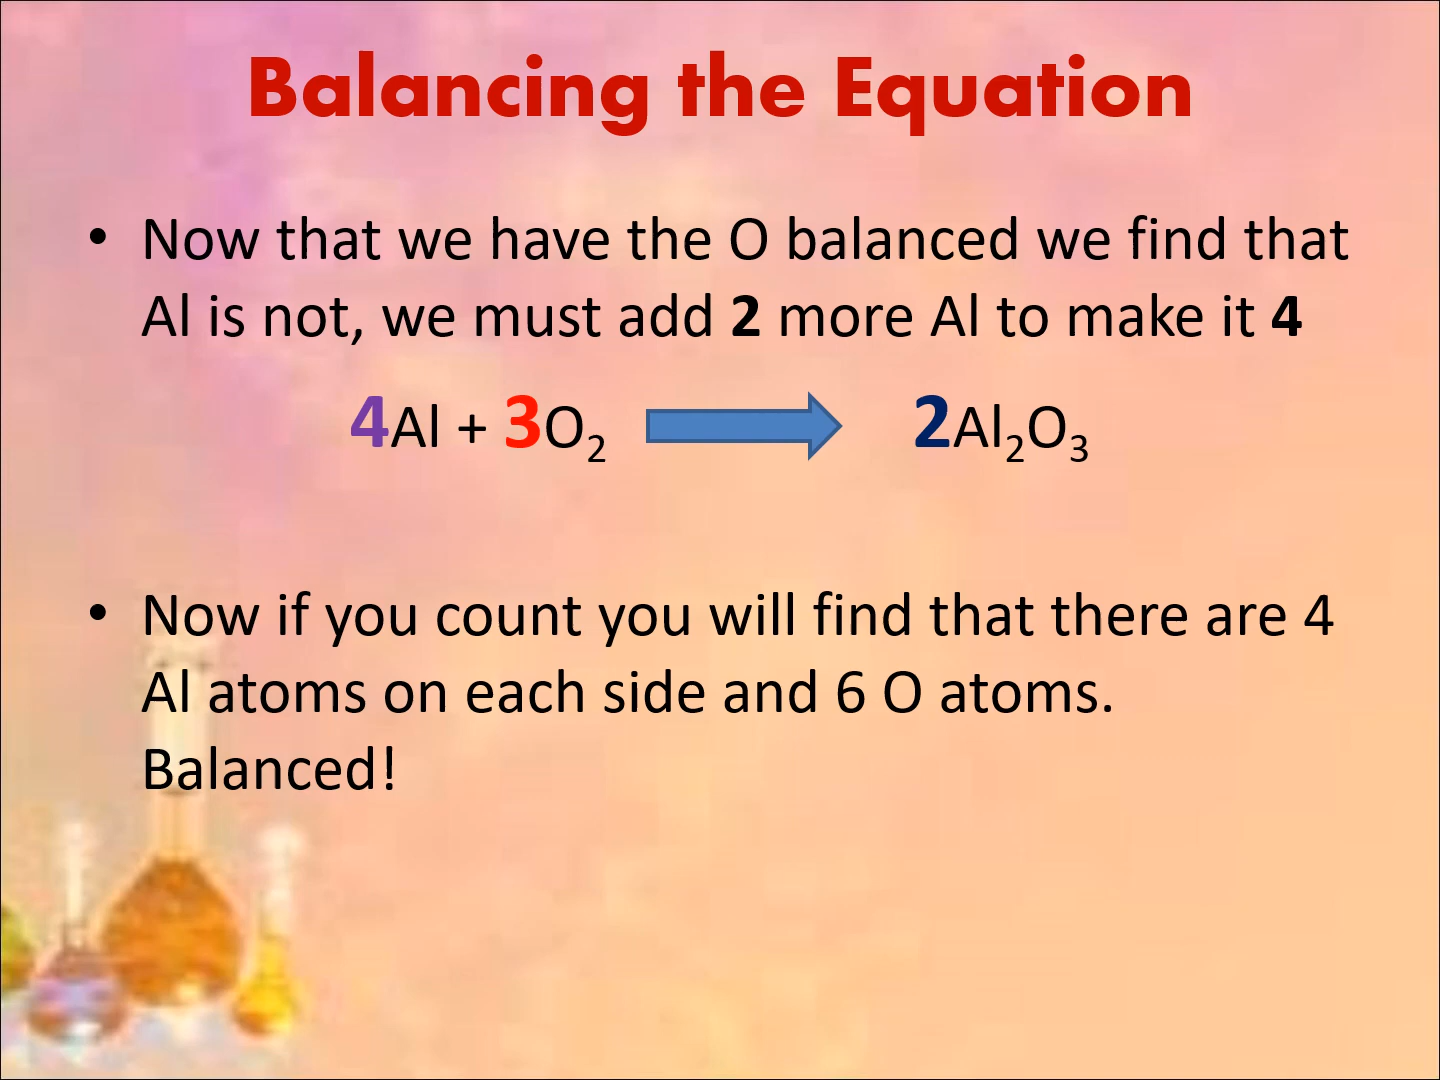 Balancing the Equation
• Now that we have the O balanced we find that
Al is not, we must add 2 more Al to make it 4
4Al + 3O₂ 2Al₂O₃
• Now if you count you will find that there are 4
Al atoms on each side and 6 O atoms.
Balanced!